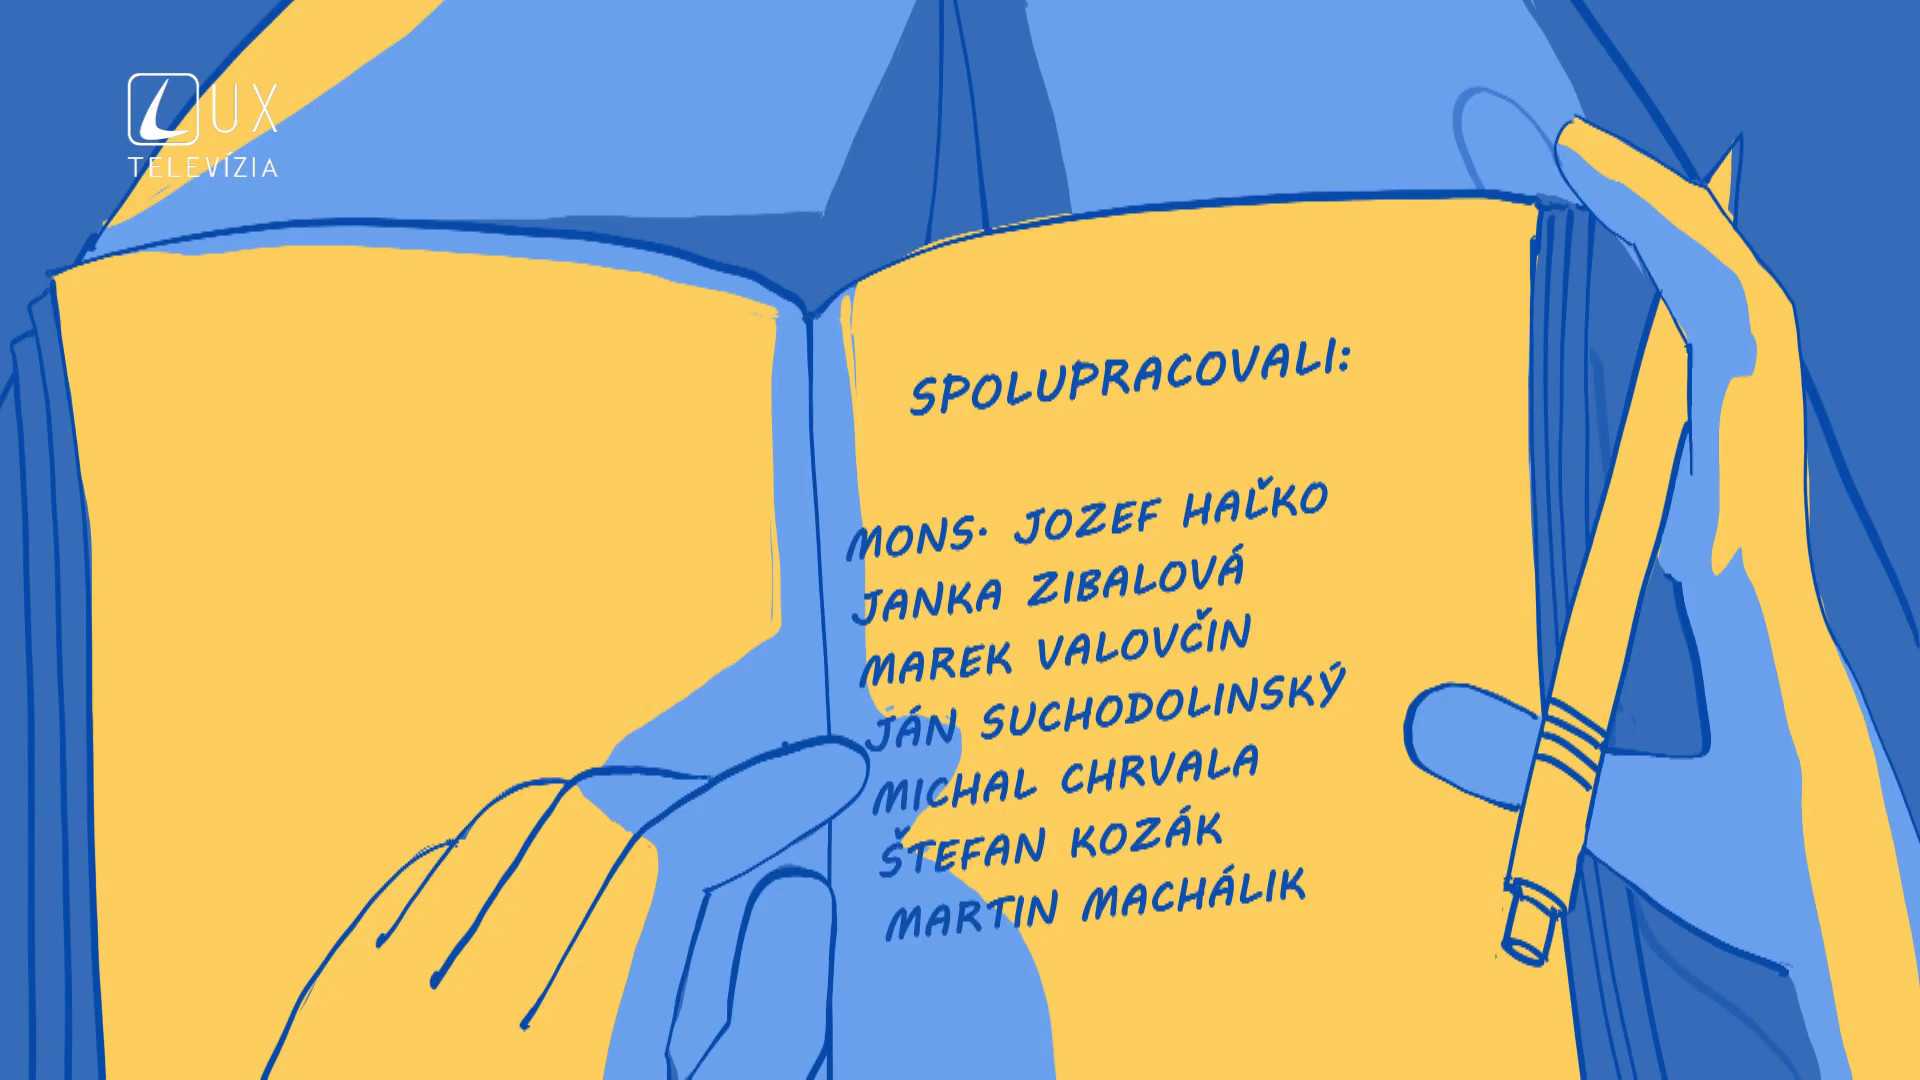 LUX
TELEVÍZIA
SPOLUPRACOVALI:
MONS. JOZEF HAĽKO
JANKA ZIBALOVÁ
MAREK VALOVČIN
JÁN SUCHODOLINSKÝ
MICHAL CHRVALA
ŠTEFAN KOZÁK
MARTIN MACHÁLIK